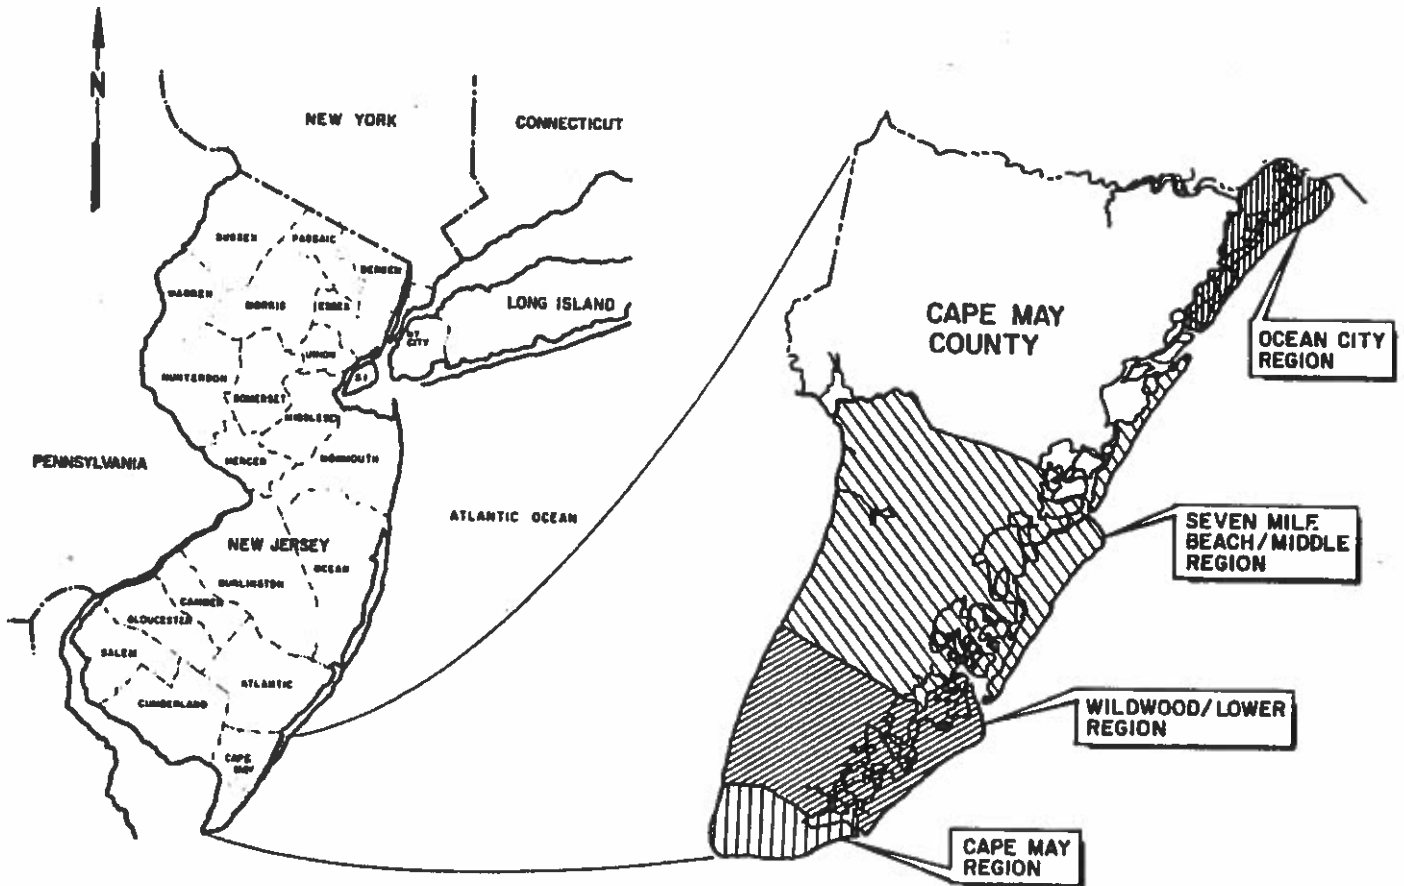 N
NEW YORK
CONNECTICUT
SUSSEX
PASSAIC
BERGEN
WARREN
MORRIS
ESSEX
LONG ISLAND
N.Y.
CITY
UNION
S.I.
HUNTERDON
SOMERSET
MIDDLESEX
PENNSYLVANIA
MERCER
MONMOUTH
ATLANTIC OCEAN
NEW JERSEY
OCEAN
BURLINGTON
CAMDEN
GLOUCESTER
SALEM
ATLANTIC
CUMBERLAND
CAPE
MAY
CAPE MAY
COUNTY
OCEAN CITY
REGION
SEVEN MILE
BEACH/MIDDLE
REGION
WILDWOOD/LOWER
REGION
CAPE MAY
REGION